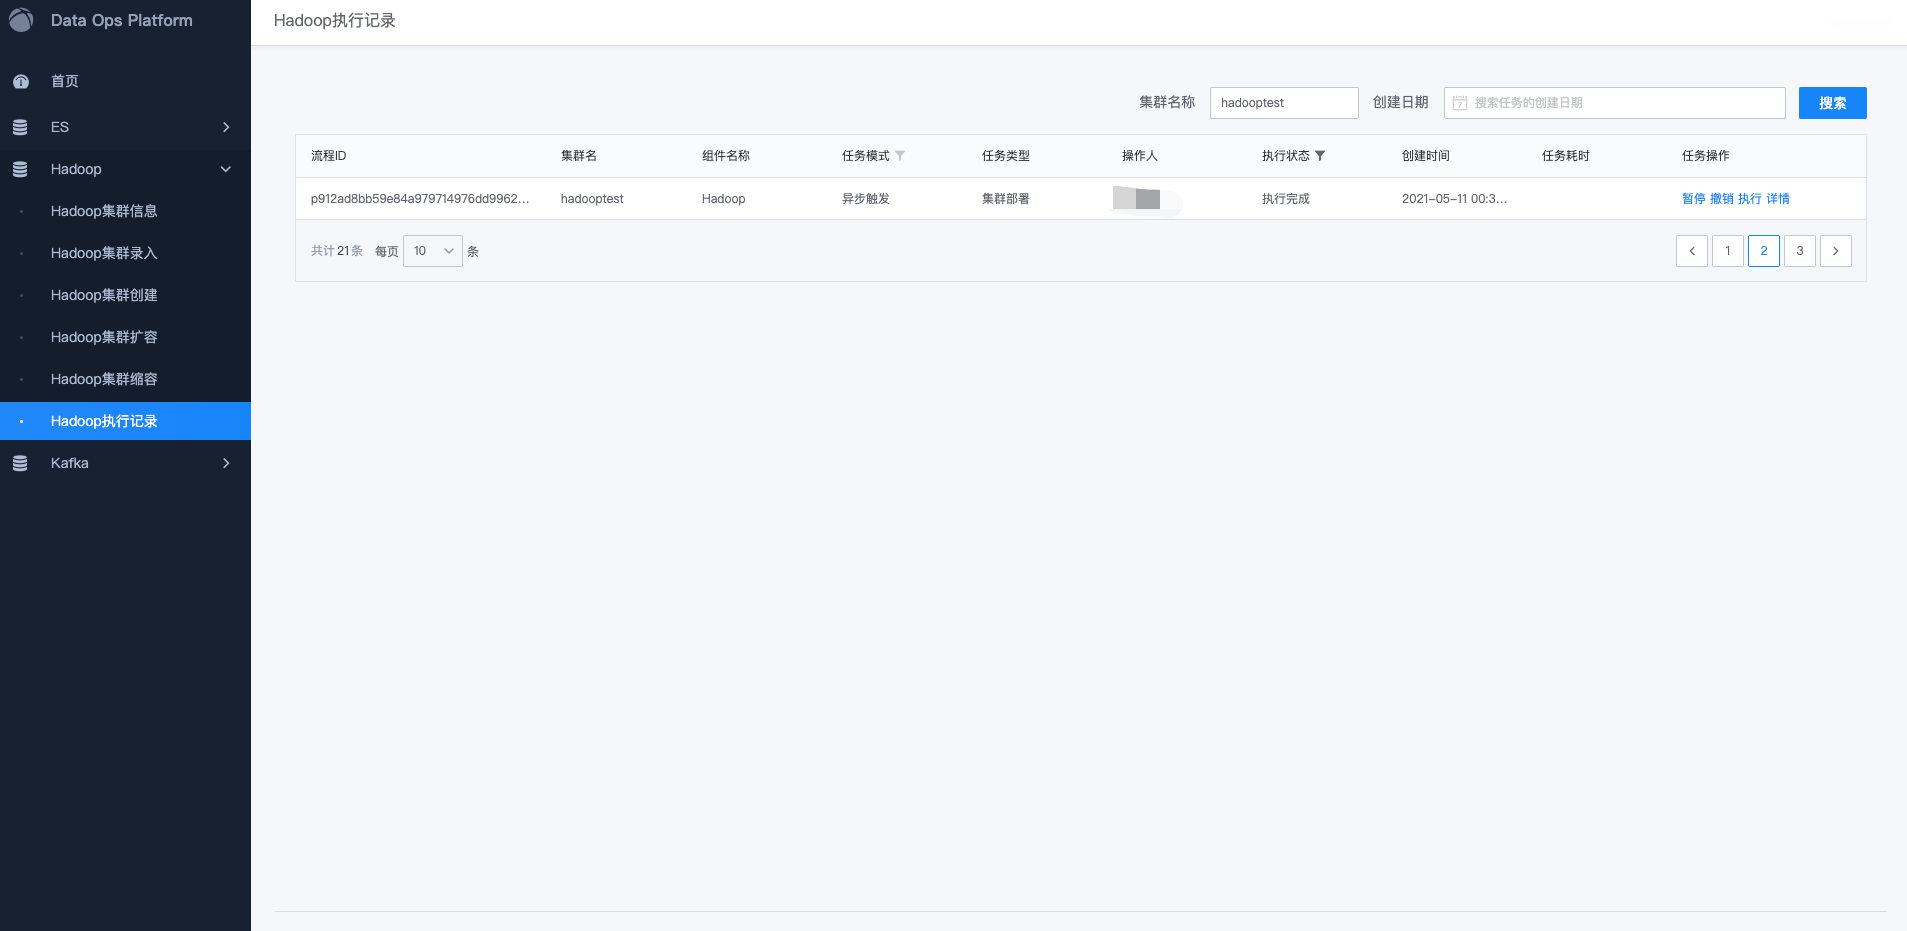 Data Ops Platform
Hadoop执行记录
首页
ES
Hadoop
Hadoop集群信息
Hadoop集群录入
Hadoop集群创建
Hadoop集群扩容
Hadoop集群缩容
Hadoop执行记录
Kafka
集群名称 hadooptest 创建日期 7 搜索任务的创建日期 搜索
流程ID 集群名 组件名称 任务模式 任务类型 操作人 执行状态 创建时间 任务耗时 任务操作
p912ad8bb59e84a979714976dd9962... hadooptest Hadoop 异步触发 集群部署 执行完成 2021-05-11 00:3... 暂停 撤销 执行 详情
共计 21 条 每页 10 条 1 2 3